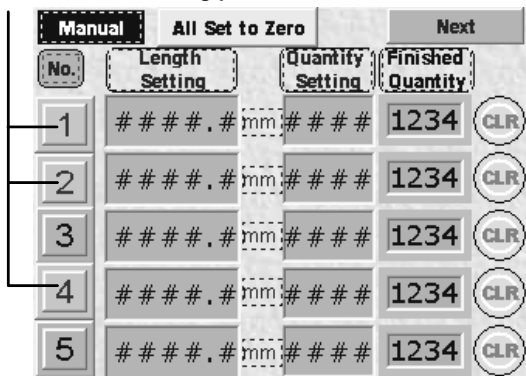 Manual All Set to Zero Next
No. Length Setting Quantity Setting Finished Quantity
1 ####.# mm #### 1234 CLR
2 ####.# mm #### 1234 CLR
3 ####.# mm #### 1234 CLR
4 ####.# mm #### 1234 CLR
5 ####.# mm #### 1234 CLR